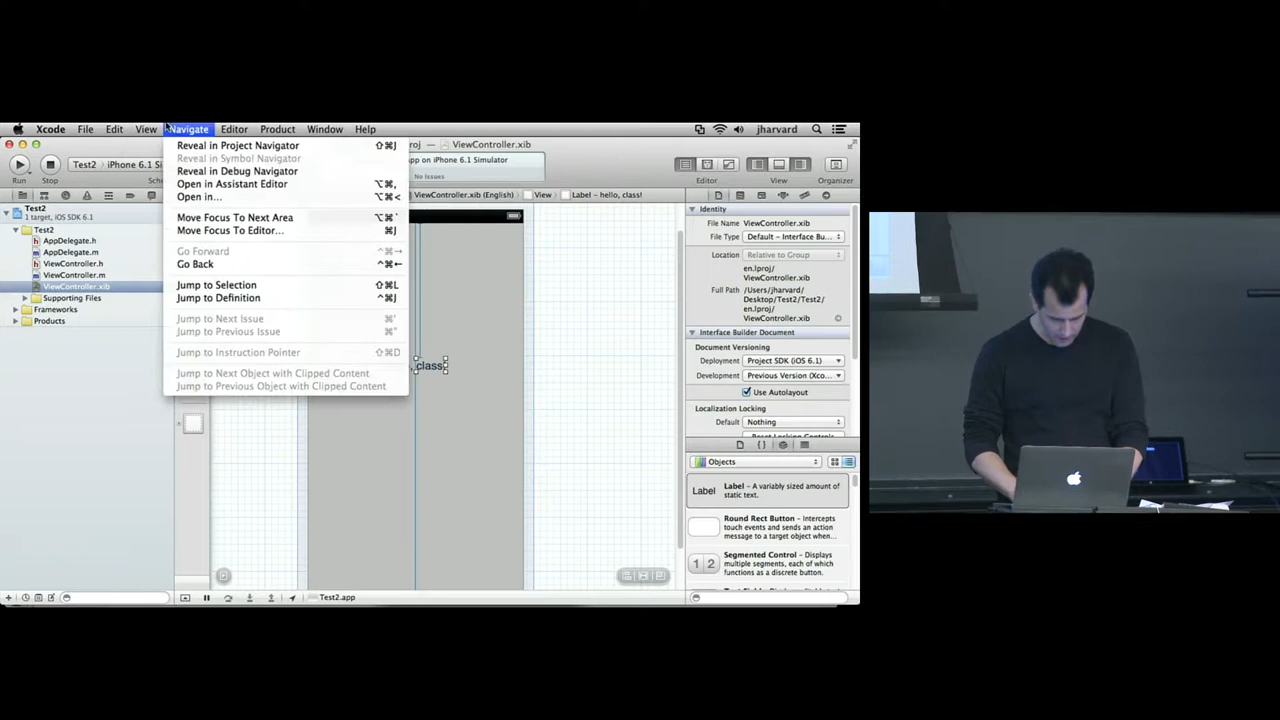 Xcode File Edit View Navigate Editor Product Window Help jharvard
oj — ViewController.xib
Run Stop
Test2 iPhone 6.1 Si
Sche
pp on iPhone 6.1 Simulator
No Issues
Editor View Organizer
ViewController.xib (English) View Label – hello, class!
Test2
1 target, iOS SDK 6.1
Test2
AppDelegate.h
AppDelegate.m
ViewController.h
ViewController.m
ViewController.xib
Supporting Files
Frameworks
Products
Reveal in Project Navigator ⇧⌘J
Reveal in Symbol Navigator
Reveal in Debug Navigator
Open in Assistant Editor ⌥⌘,
Open in... ⌥⌘<
Move Focus To Next Area ⌥⌘`
Move Focus To Editor... ⌘J
Go Forward ^⌘→
Go Back ^⌘←
Jump to Selection ⇧⌘L
Jump to Definition ^⌘J
Jump to Next Issue ⌘'
Jump to Previous Issue ⌘"
Jump to Instruction Pointer ⇧⌘D
Jump to Next Object with Clipped Content
Jump to Previous Object with Clipped Content
, class!
Test2.app
Identity
File Name ViewController.xib
File Type Default – Interface Bu...
Location Relative to Group
en.lproj/
ViewController.xib
Full Path /Users/jharvard/
Desktop/Test2/Test2/
en.lproj/
ViewController.xib
Interface Builder Document
Document Versioning
Deployment Project SDK (iOS 6.1)
Development Previous Version (Xco...
Use Autolayout
Localization Locking
Default Nothing
Reset Locking Controls
Objects
Label Label – A variably sized amount of
static text.
Round Rect Button – Intercepts
touch events and sends an action
message to a target object when...
1 2 Segmented Control – Displays
multiple segments, each of which
functions as a discrete button.